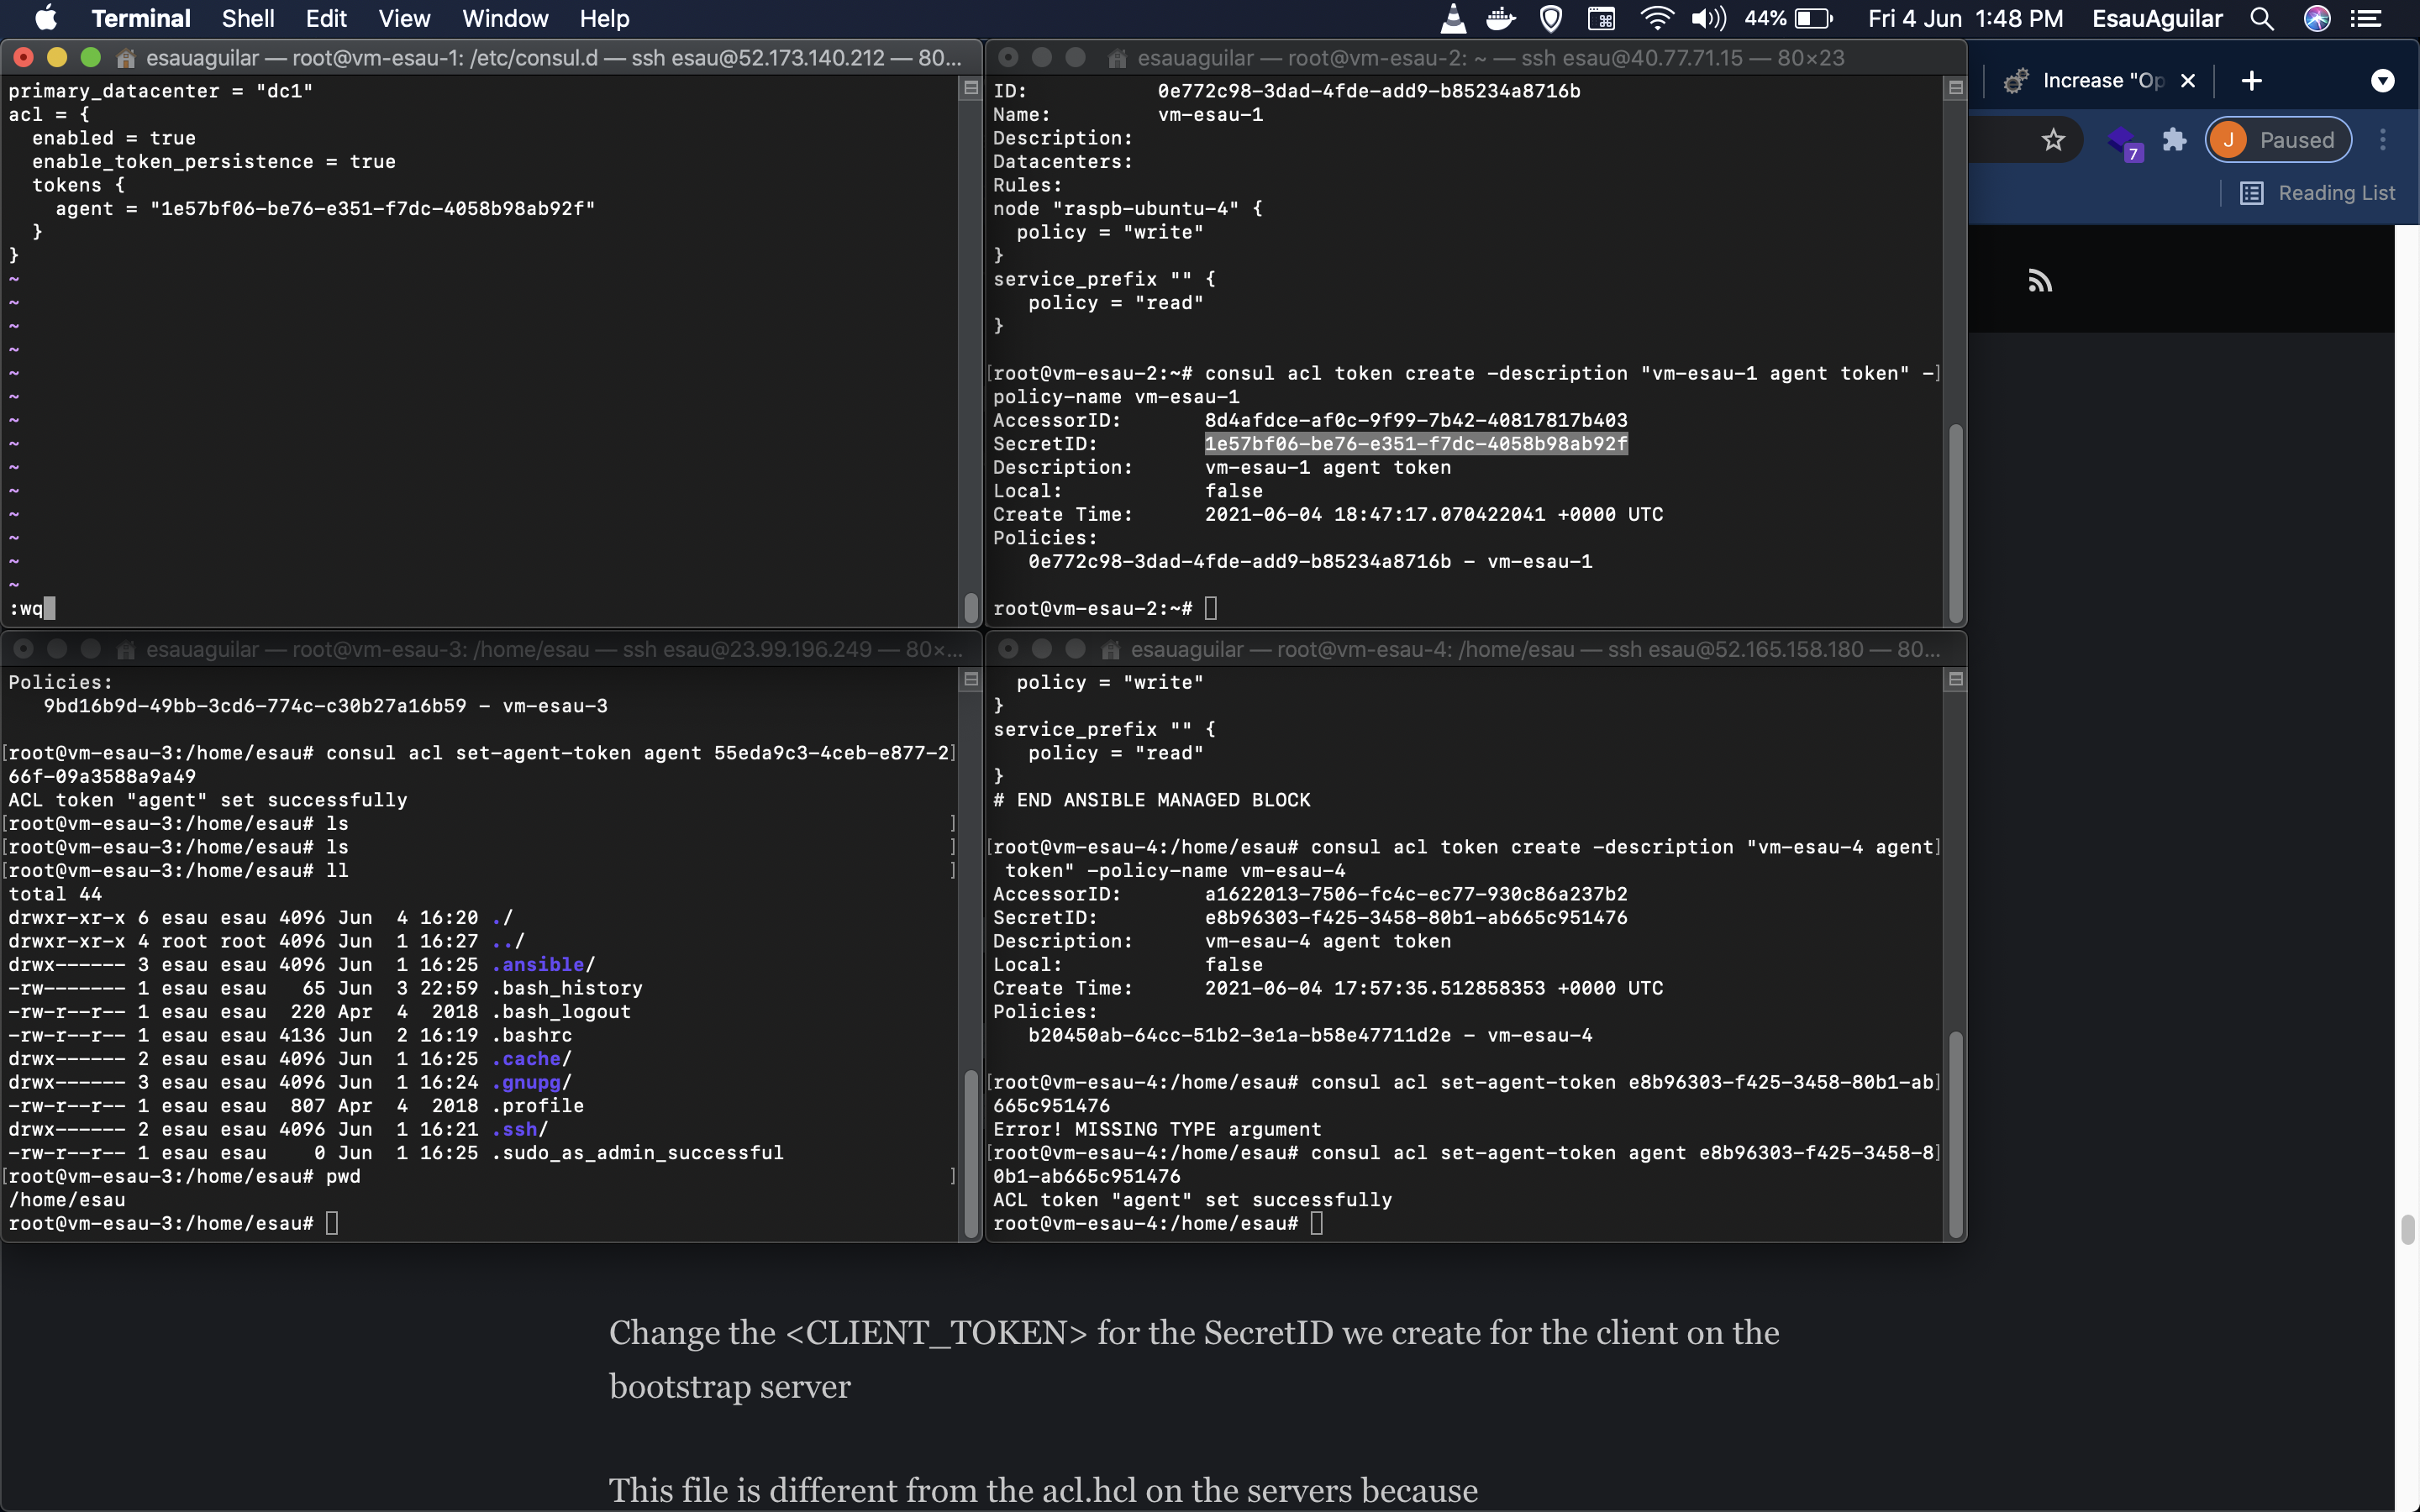 Terminal Shell Edit View Window Help 44% Fri 4 Jun 1:48 PM EsauAguilar
esauaguilar — root@vm-esau-1: /etc/consul.d — ssh esau@52.173.140.212 — 80...
primary_datacenter = "dc1"
acl = {
  enabled = true
  enable_token_persistence = true
  tokens {
    agent = "1e57bf06-be76-e351-f7dc-4058b98ab92f"
  }
}
~
~
~
~
~
~
~
~
~
~
~
~
~
~
:wq
esauaguilar — root@vm-esau-2: ~ — ssh esau@40.77.71.15 — 80×23
ID: 0e772c98-3dad-4fde-add9-b85234a8716b
Name: vm-esau-1
Description:
Datacenters:
Rules:
node "raspb-ubuntu-4" {
  policy = "write"
}
service_prefix "" {
   policy = "read"
}
[root@vm-esau-2:~# consul acl token create -description "vm-esau-1 agent token" -]
policy-name vm-esau-1
AccessorID: 8d4afdce-af0c-9f99-7b42-40817817b403
SecretID: 1e57bf06-be76-e351-f7dc-4058b98ab92f
Description: vm-esau-1 agent token
Local: false
Create Time: 2021-06-04 18:47:17.070422041 +0000 UTC
Policies:
   0e772c98-3dad-4fde-add9-b85234a8716b - vm-esau-1
root@vm-esau-2:~#
Increase "Op
7
J Paused
Reading List
esauaguilar — root@vm-esau-3: /home/esau — ssh esau@23.99.196.249 — 80×...
Policies:
   9bd16b9d-49bb-3cd6-774c-c30b27a16b59 - vm-esau-3
[root@vm-esau-3:/home/esau# consul acl set-agent-token agent 55eda9c3-4ceb-e877-2]
66f-09a3588a9a49
ACL token "agent" set successfully
[root@vm-esau-3:/home/esau# ls ]
[root@vm-esau-3:/home/esau# ls ]
[root@vm-esau-3:/home/esau# ll ]
total 44
drwxr-xr-x 6 esau esau 4096 Jun  4 16:20 ./
drwxr-xr-x 4 root root 4096 Jun  1 16:27 ../
drwx------ 3 esau esau 4096 Jun  1 16:25 .ansible/
-rw------- 1 esau esau   65 Jun  3 22:59 .bash_history
-rw-r--r-- 1 esau esau  220 Apr  4  2018 .bash_logout
-rw-r--r-- 1 esau esau 4136 Jun  2 16:19 .bashrc
drwx------ 2 esau esau 4096 Jun  1 16:25 .cache/
drwx------ 3 esau esau 4096 Jun  1 16:24 .gnupg/
-rw-r--r-- 1 esau esau  807 Apr  4  2018 .profile
drwx------ 2 esau esau 4096 Jun  1 16:21 .ssh/
-rw-r--r-- 1 esau esau    0 Jun  1 16:25 .sudo_as_admin_successful
[root@vm-esau-3:/home/esau# pwd ]
/home/esau
root@vm-esau-3:/home/esau#
esauaguilar — root@vm-esau-4: /home/esau — ssh esau@52.165.158.180 — 80...
  policy = "write"
}
service_prefix "" {
   policy = "read"
}
# END ANSIBLE MANAGED BLOCK
[root@vm-esau-4:/home/esau# consul acl token create -description "vm-esau-4 agent]
 token" -policy-name vm-esau-4
AccessorID: a1622013-7506-fc4c-ec77-930c86a237b2
SecretID: e8b96303-f425-3458-80b1-ab665c951476
Description: vm-esau-4 agent token
Local: false
Create Time: 2021-06-04 17:57:35.512858353 +0000 UTC
Policies:
   b20450ab-64cc-51b2-3e1a-b58e47711d2e - vm-esau-4
[root@vm-esau-4:/home/esau# consul acl set-agent-token e8b96303-f425-3458-80b1-ab]
665c951476
Error! MISSING TYPE argument
[root@vm-esau-4:/home/esau# consul acl set-agent-token agent e8b96303-f425-3458-8]
0b1-ab665c951476
ACL token "agent" set successfully
root@vm-esau-4:/home/esau#
Change the <CLIENT_TOKEN> for the SecretID we create for the client on the
bootstrap server
This file is different from the acl.hcl on the servers because